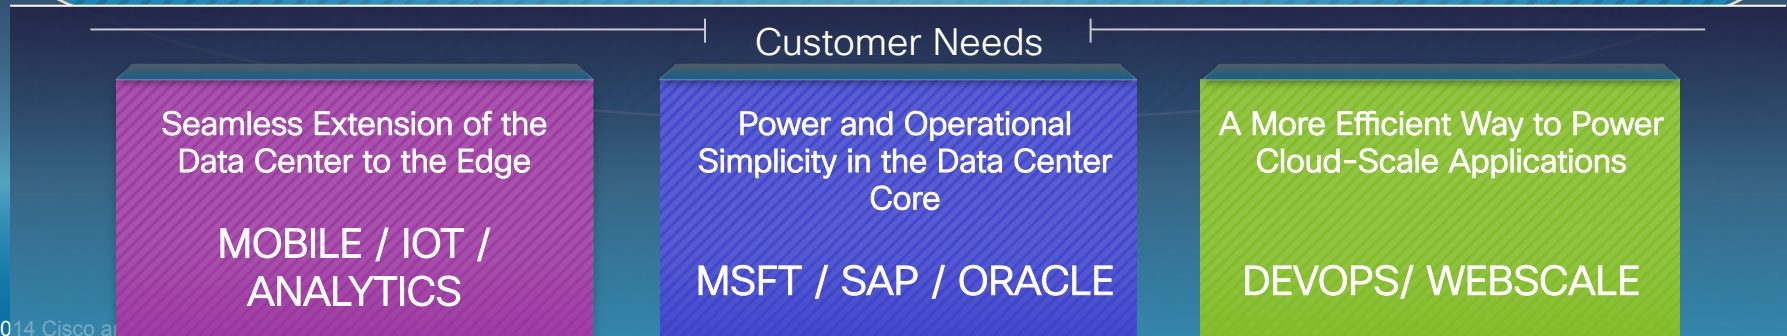 Customer Needs
Seamless Extension of the
Data Center to the Edge
MOBILE / IOT /
ANALYTICS
Power and Operational
Simplicity in the Data Center
Core
MSFT / SAP / ORACLE
A More Efficient Way to Power
Cloud-Scale Applications
DEVOPS/ WEBSCALE
014 Cisco